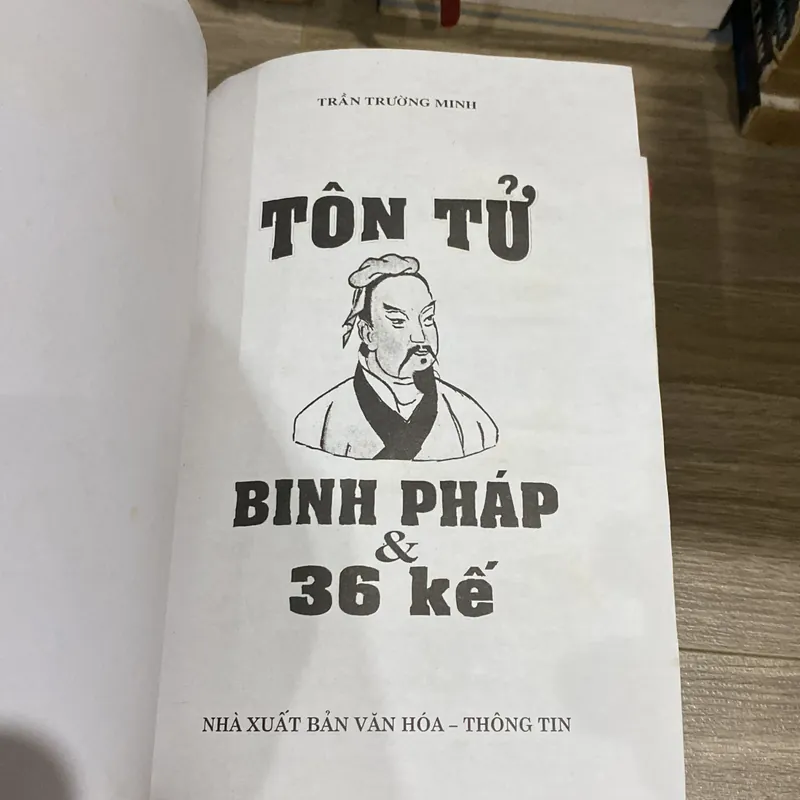 TRẦN TRƯỜNG MINH
TÔN TỬ
BINH PHÁP
&
36 kế
NHÀ XUẤT BẢN VĂN HÓA – THÔNG TIN